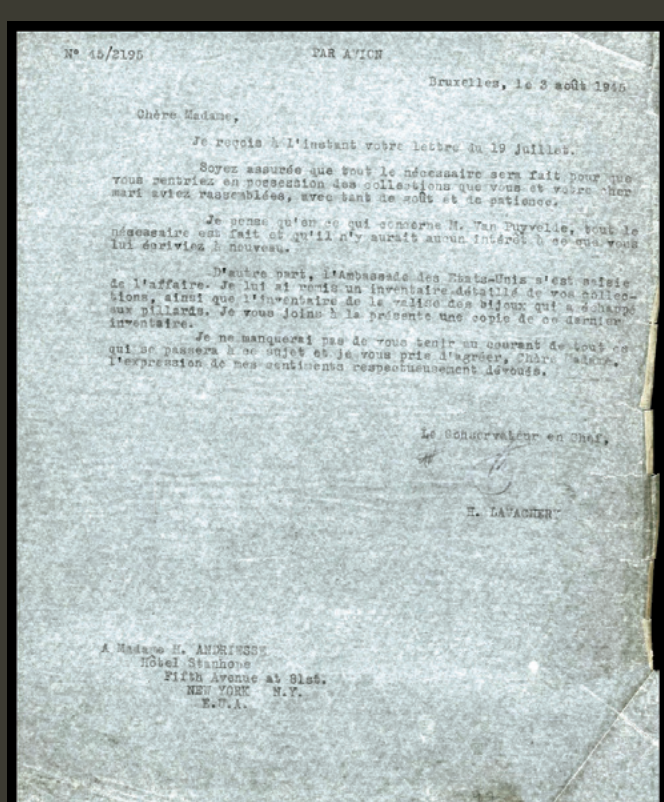 N° 45/2195
PAR AVION
Bruxelles, le 3 août 1945
Chère Madame,
Je reçois à l'instant votre lettre du 19 juillet.
Soyez assurée que tout le nécessaire sera fait pour que
vous rentriez en possession des collections que vous et votre cher
mari aviez rassemblées, avec tant de goût et de patience.
Je pense qu'en ce qui concerne M. Van Puyvelde, tout le
nécessaire est fait et qu'il n'y aurait aucun intérêt à ce que vous
lui écriviez à nouveau.
D'autre part, l'Ambassade des Etats-Unis s'est saisie
de l'affaire. Je lui ai remis un inventaire détaillé de vos collec-
tions, ainsi que l'inventaire de la valise des bijoux qui a échappé
aux pillards. Je vous joins à la présente une copie de ce dernier
inventaire.
Je ne manquerai pas de vous tenir au courant de tout ce
qui se passera à ce sujet et je vous prie d'agréer, Chère Madame,
l'expression de mes sentiments respectueusement dévoués.
Le Conservateur en Chef,
H. LAVACHERY
A Madame H. ANDRIESSE
Hôtel Stanhope
Fifth Avenue at 81st.
NEW YORK N.Y.
E.U.A.